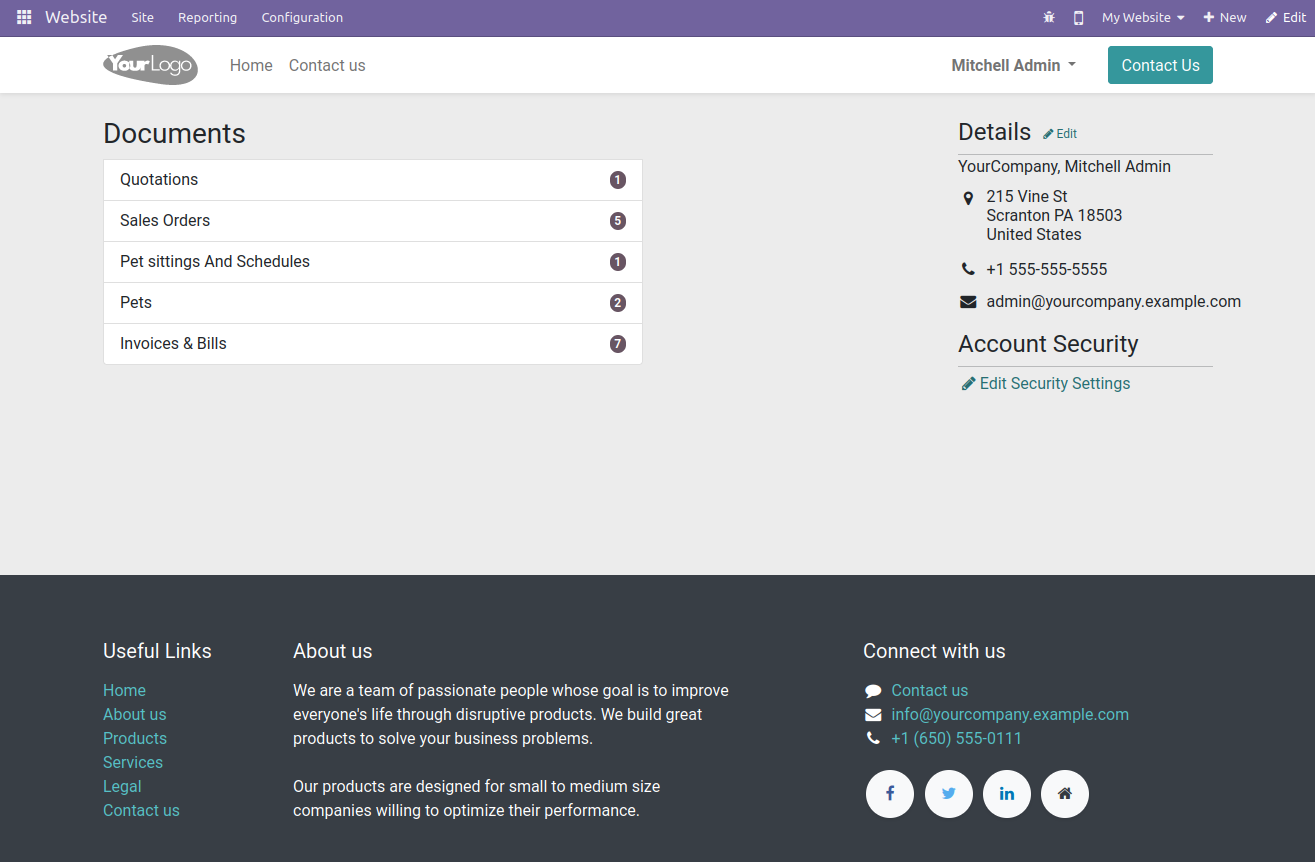 Website Site Reporting Configuration My Website New Edit
YourLogo Home Contact us Mitchell Admin Contact Us
Documents
Quotations 1
Sales Orders 5
Pet sittings And Schedules 1
Pets 2
Invoices & Bills 7
Details Edit
YourCompany, Mitchell Admin
215 Vine St
Scranton PA 18503
United States
+1 555-555-5555
admin@yourcompany.example.com
Account Security
Edit Security Settings
Useful Links
Home
About us
Products
Services
Legal
Contact us
About us
We are a team of passionate people whose goal is to improve
everyone's life through disruptive products. We build great
products to solve your business problems.
Our products are designed for small to medium size
companies willing to optimize their performance.
Connect with us
Contact us
info@yourcompany.example.com
+1 (650) 555-0111